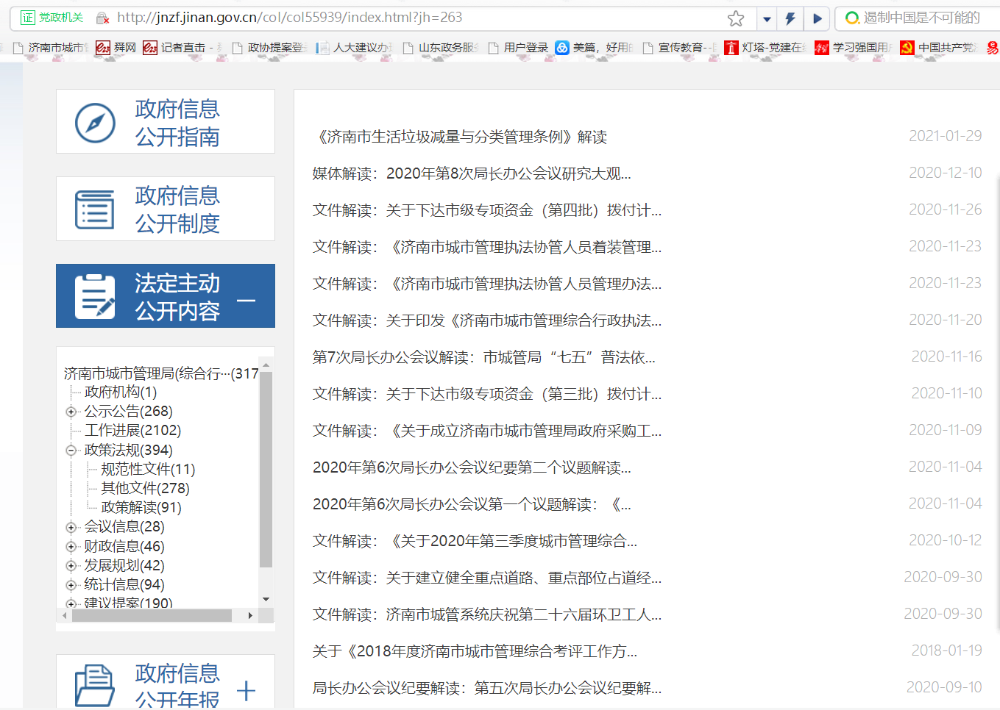 证 党政机关 http://jnzf.jinan.gov.cn/col/col55939/index.html?jh=263 遏制中国是不可能的
济南市城市 舜网 记者直击 - 政协提案登 人大建议办 山东政务服 用户登录 美篇，好用 宣传教育-- 灯塔-党建在 学习强国用 中国共产党
政府信息
公开指南
政府信息
公开制度
法定主动
公开内容
济南市城市管理局(综合行···(317
政府机构(1)
公示公告(268)
工作进展(2102)
政策法规(394)
规范性文件(11)
其他文件(278)
政策解读(91)
会议信息(28)
财政信息(46)
发展规划(42)
统计信息(94)
建议提案(190)
政府信息
公开年报
《济南市生活垃圾减量与分类管理条例》解读 2021-01-29
媒体解读：2020年第8次局长办公会议研究大观... 2020-12-10
文件解读：关于下达市级专项资金（第四批）拨付计... 2020-11-26
文件解读：《济南市城市管理执法协管人员着装管理... 2020-11-23
文件解读：《济南市城市管理执法协管人员管理办法... 2020-11-23
文件解读：关于印发《济南市城市管理综合行政执法... 2020-11-20
第7次局长办公会议解读：市城管局“七五”普法依... 2020-11-16
文件解读：关于下达市级专项资金（第三批）拨付计... 2020-11-10
文件解读：《关于成立济南市城市管理局政府采购工... 2020-11-09
2020年第6次局长办公会议纪要第二个议题解读... 2020-11-04
2020年第6次局长办公会议第一个议题解读：《... 2020-11-04
文件解读：《关于2020年第三季度城市管理综合... 2020-10-12
文件解读：关于建立健全重点道路、重点部位占道经... 2020-09-30
文件解读：济南市城管系统庆祝第二十六届环卫工人... 2020-09-30
关于《2018年度济南市城市管理综合考评工作方... 2018-01-19
局长办公会议纪要解读：第五次局长办公会议纪要解... 2020-09-10